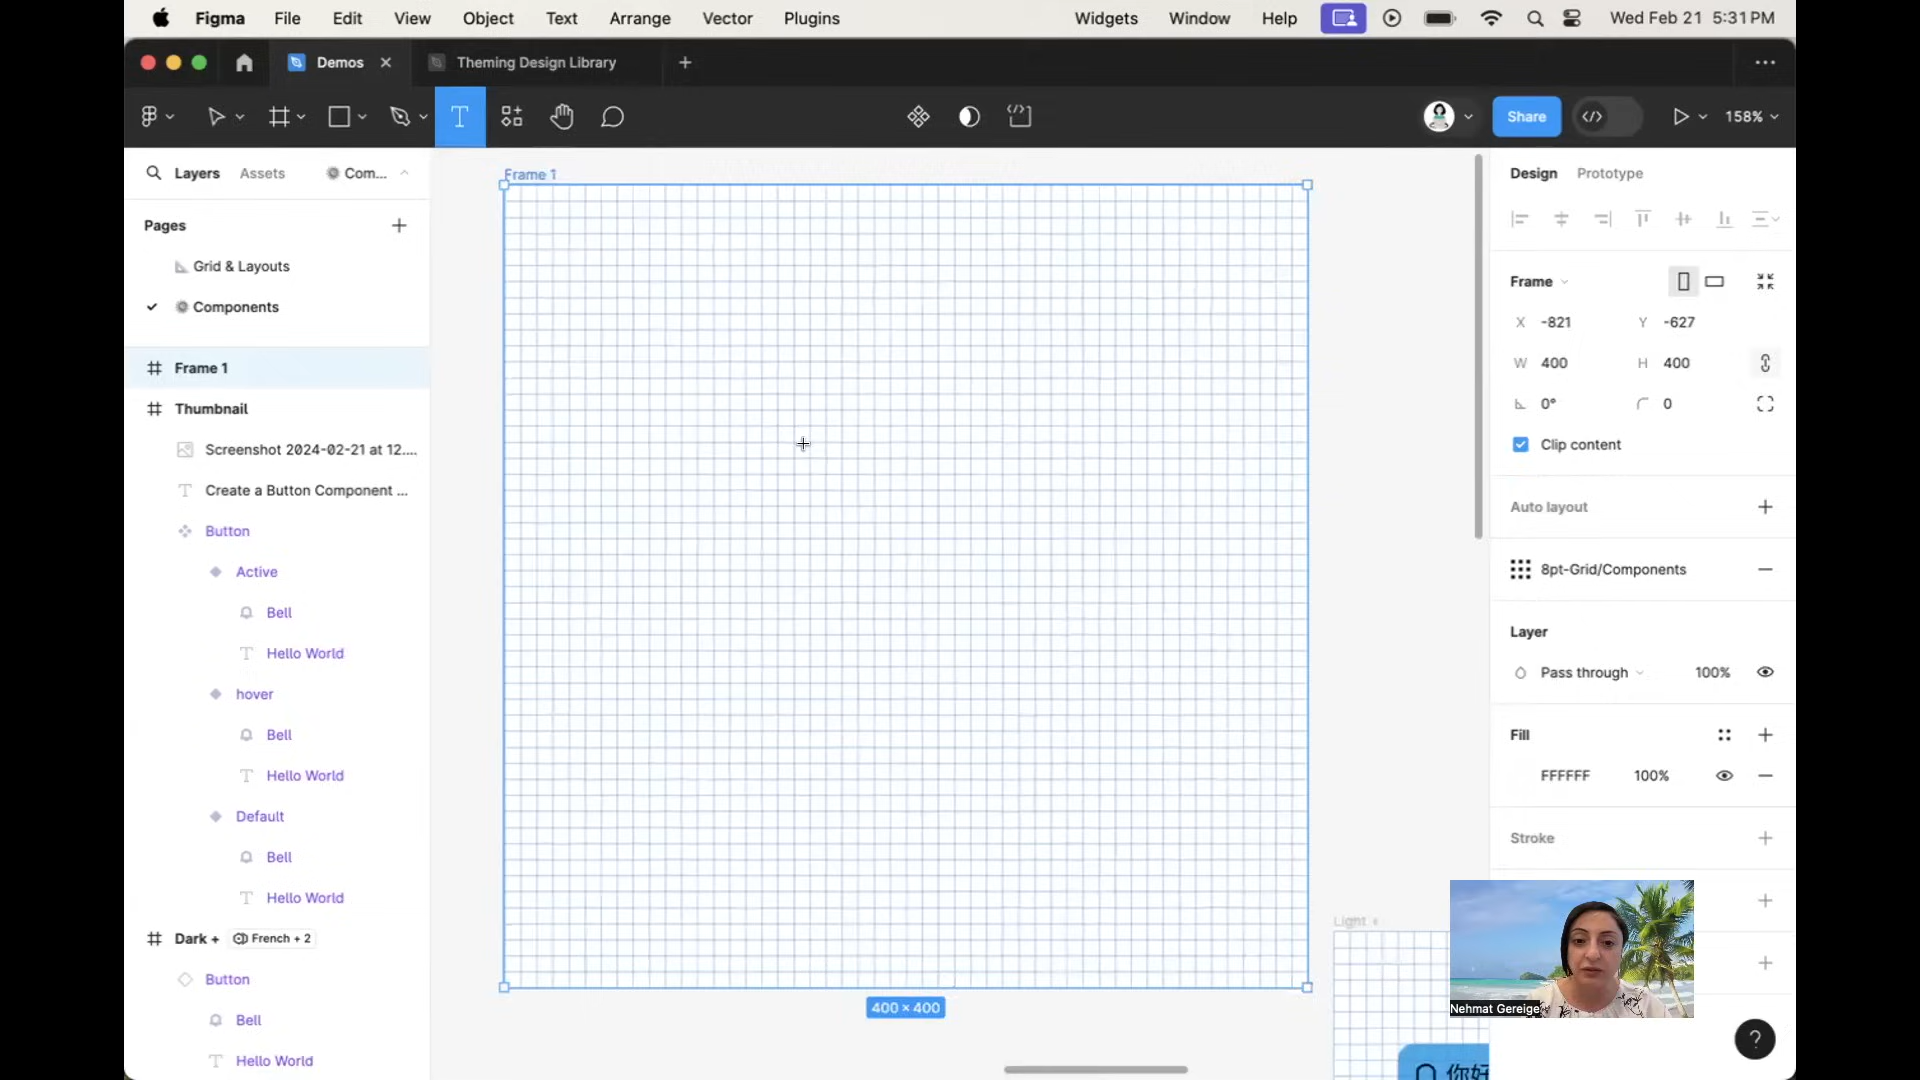 Figma File Edit View Object Text Arrange Vector Plugins Widgets Window Help Wed Feb 21 5:31 PM
Demos Theming Design Library
Share 158%
Layers Assets Com...
Pages
Grid & Layouts
Components
Frame 1
Thumbnail
Screenshot 2024-02-21 at 12....
Create a Button Component ...
Button
Active
Bell
Hello World
hover
Bell
Hello World
Default
Bell
Hello World
Dark + French + 2
Button
Bell
Hello World
Frame 1
400 × 400
Light
你好
Design Prototype
Frame
X -821 Y -627
W 400 H 400
0° 0
Clip content
Auto layout
8pt-Grid/Components
Layer
Pass through 100%
Fill
FFFFFF 100%
Stroke
Nehmat Gereige
?